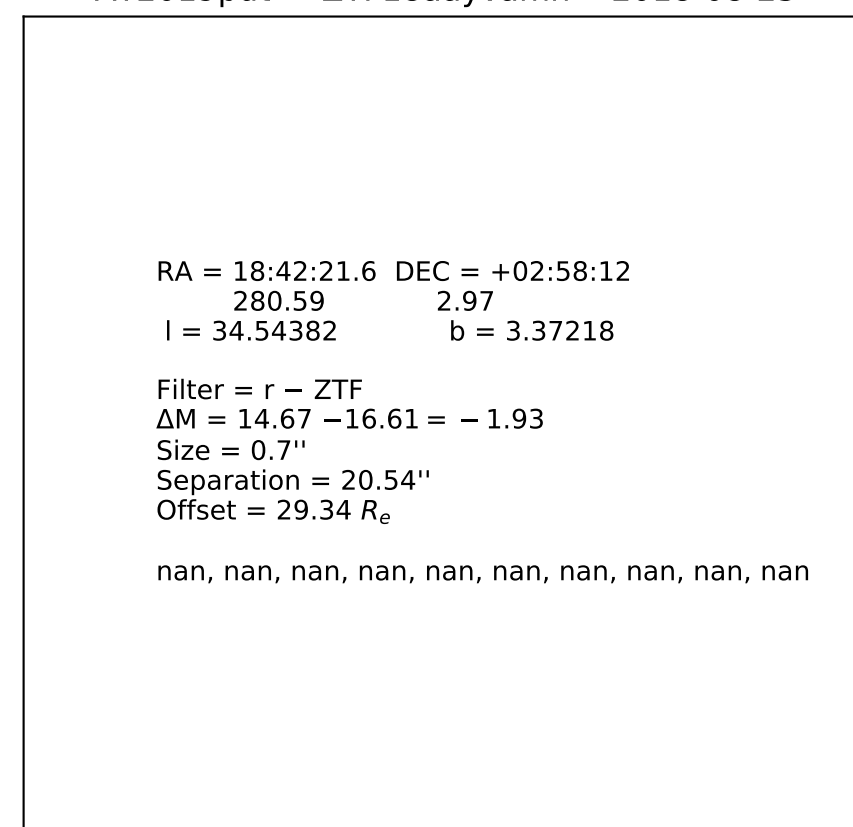 RA = 18:42:21.6 DEC = +02:58:12
280.59 2.97
l = 34.54382 b = 3.37218
Filter = r − ZTF
ΔM = 14.67 −16.61 = − 1.93
Size = 0.7''
Separation = 20.54''
Offset = 29.34 Re
nan, nan, nan, nan, nan, nan, nan, nan, nan, nan